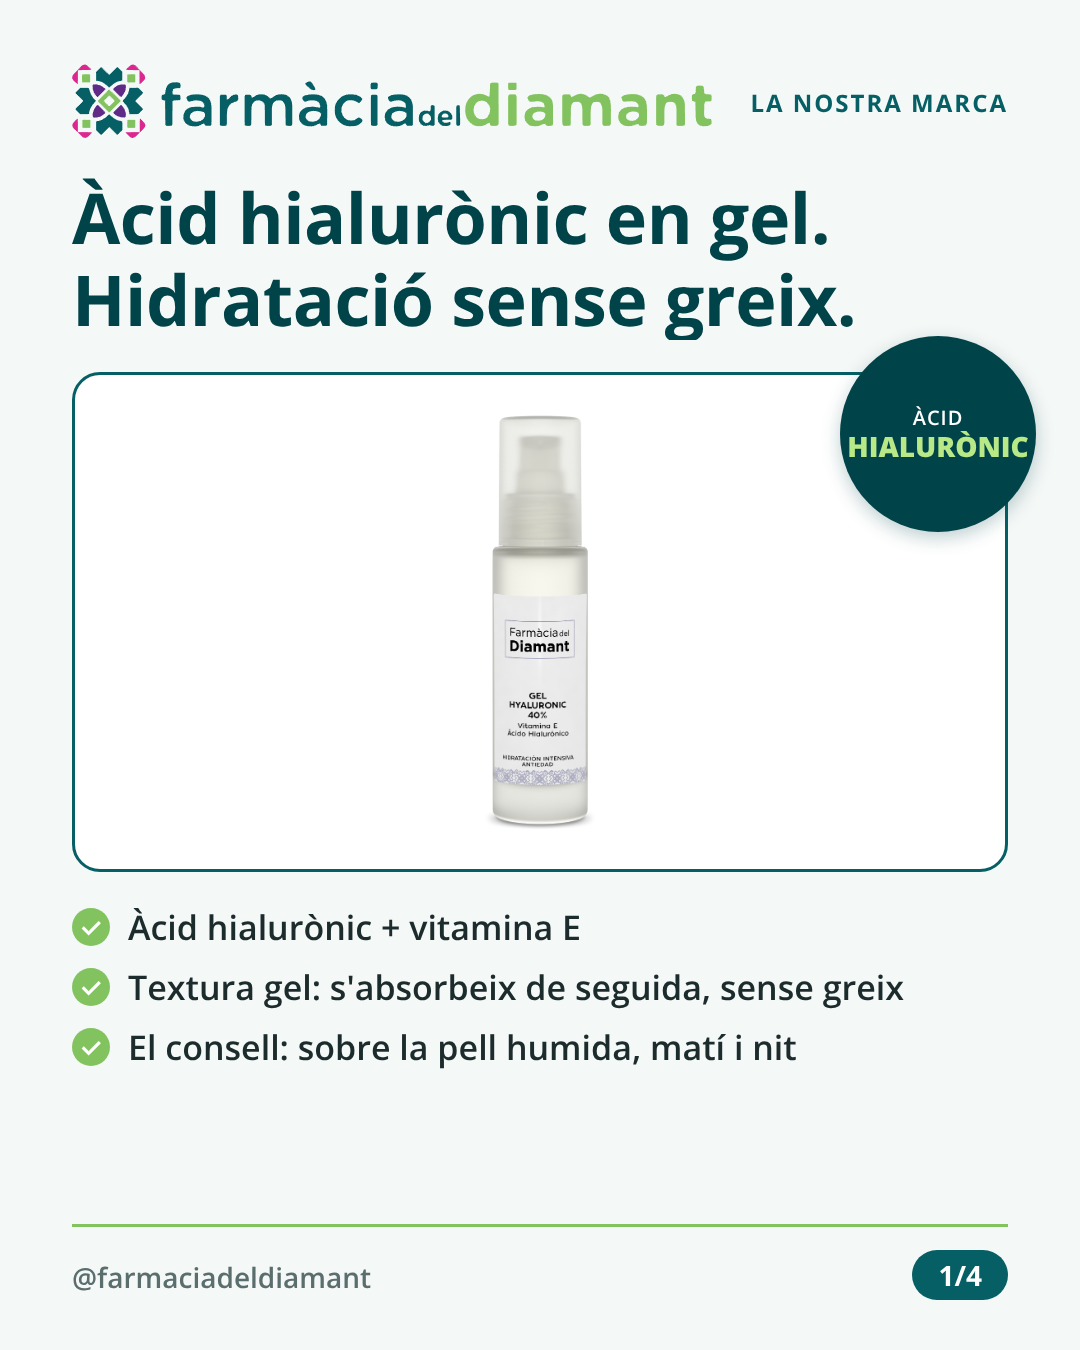 farmàciadeldiamant
LA NOSTRA MARCA
Àcid hialurònic en gel.
Hidratació sense greix.
ÀCID
HIALURÒNIC
Farmàcia del
Diamant
GEL
HYALURONIC
40%
Vitamina E
Ácido Hialurónico
HIDRATACIÓN INTENSIVA
ANTIEDAD
Àcid hialurònic + vitamina E
Textura gel: s'absorbeix de seguida, sense greix
El consell: sobre la pell humida, matí i nit
@farmaciadeldiamant
1/4